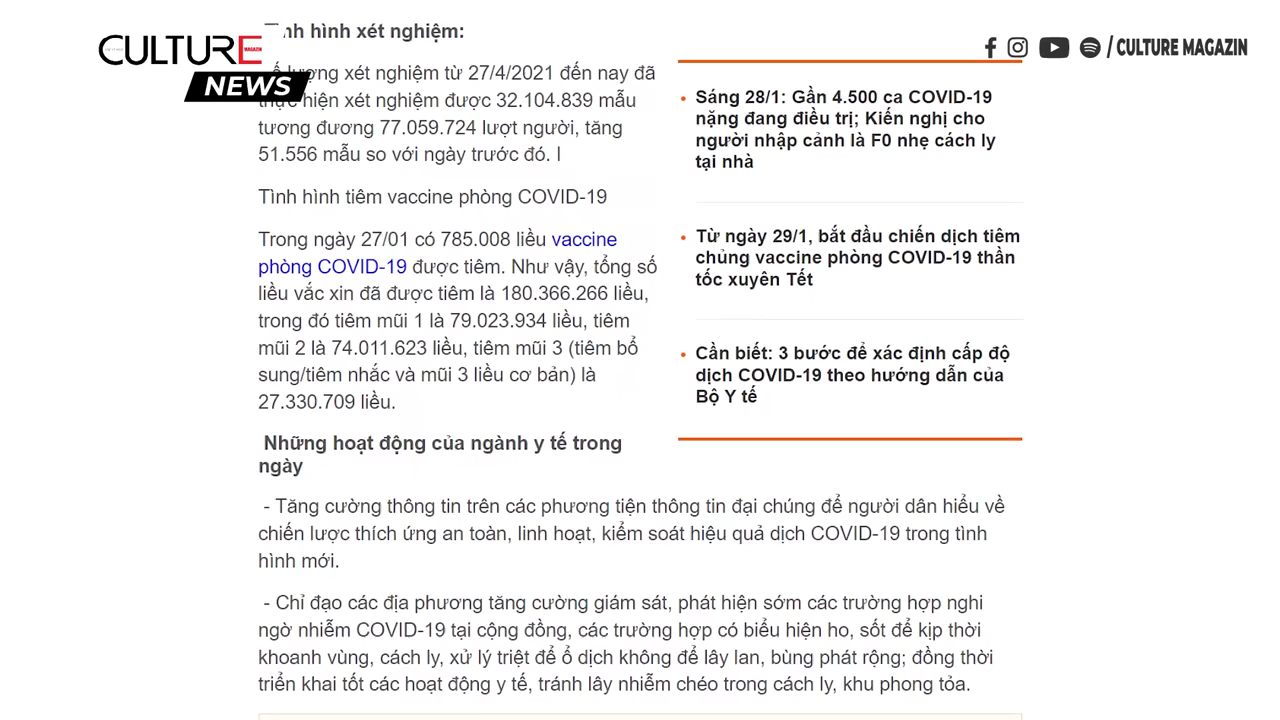 CULTURE
NEWS
/ CULTURE MAGAZIN
hình xét nghiệm:
lượng xét nghiệm từ 27/4/2021 đến nay đã
thực hiện xét nghiệm được 32.104.839 mẫu
tương đương 77.059.724 lượt người, tăng
51.556 mẫu so với ngày trước đó. I
Tình hình tiêm vaccine phòng COVID-19
Trong ngày 27/01 có 785.008 liều vaccine
phòng COVID-19 được tiêm. Như vậy, tổng số
liều vắc xin đã được tiêm là 180.366.266 liều,
trong đó tiêm mũi 1 là 79.023.934 liều, tiêm
mũi 2 là 74.011.623 liều, tiêm mũi 3 (tiêm bổ
sung/tiêm nhắc và mũi 3 liều cơ bản) là
27.330.709 liều.
• Sáng 28/1: Gần 4.500 ca COVID-19
nặng đang điều trị; Kiến nghị cho
người nhập cảnh là F0 nhẹ cách ly
tại nhà
• Từ ngày 29/1, bắt đầu chiến dịch tiêm
chủng vaccine phòng COVID-19 thần
tốc xuyên Tết
• Cần biết: 3 bước để xác định cấp độ
dịch COVID-19 theo hướng dẫn của
Bộ Y tế
Những hoạt động của ngành y tế trong
ngày
- Tăng cường thông tin trên các phương tiện thông tin đại chúng để người dân hiểu về
chiến lược thích ứng an toàn, linh hoạt, kiểm soát hiệu quả dịch COVID-19 trong tình
hình mới.
- Chỉ đạo các địa phương tăng cường giám sát, phát hiện sớm các trường hợp nghi
ngờ nhiễm COVID-19 tại cộng đồng, các trường hợp có biểu hiện ho, sốt để kịp thời
khoanh vùng, cách ly, xử lý triệt để ổ dịch không để lây lan, bùng phát rộng; đồng thời
triển khai tốt các hoạt động y tế, tránh lây nhiễm chéo trong cách ly, khu phong tỏa.